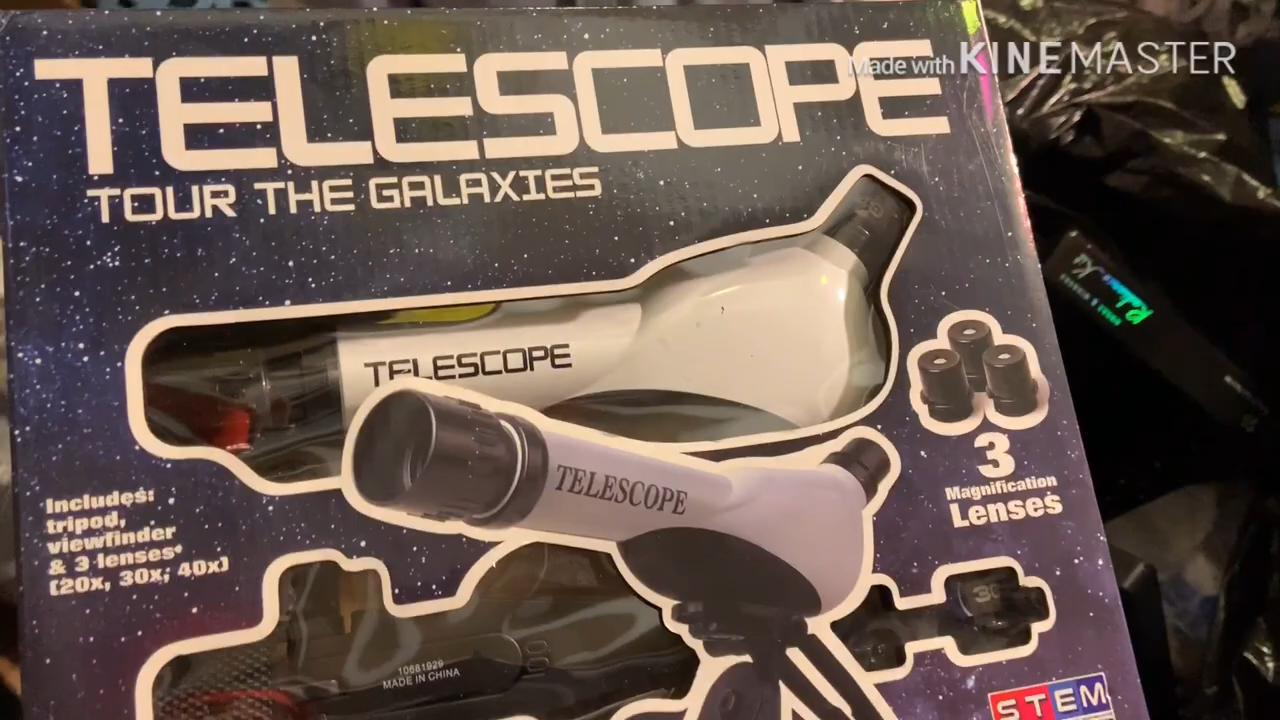 TELESCOPE
Made with KINEMASTER
TOUR THE GALAXIES
TELESCOPE
TELESCOPE
3
Magnification
Lenses
Includes:
tripod,
viewfinder
& 3 lenses*
(20x, 30x, 40x)
10681929
MADE IN CHINA
STEM